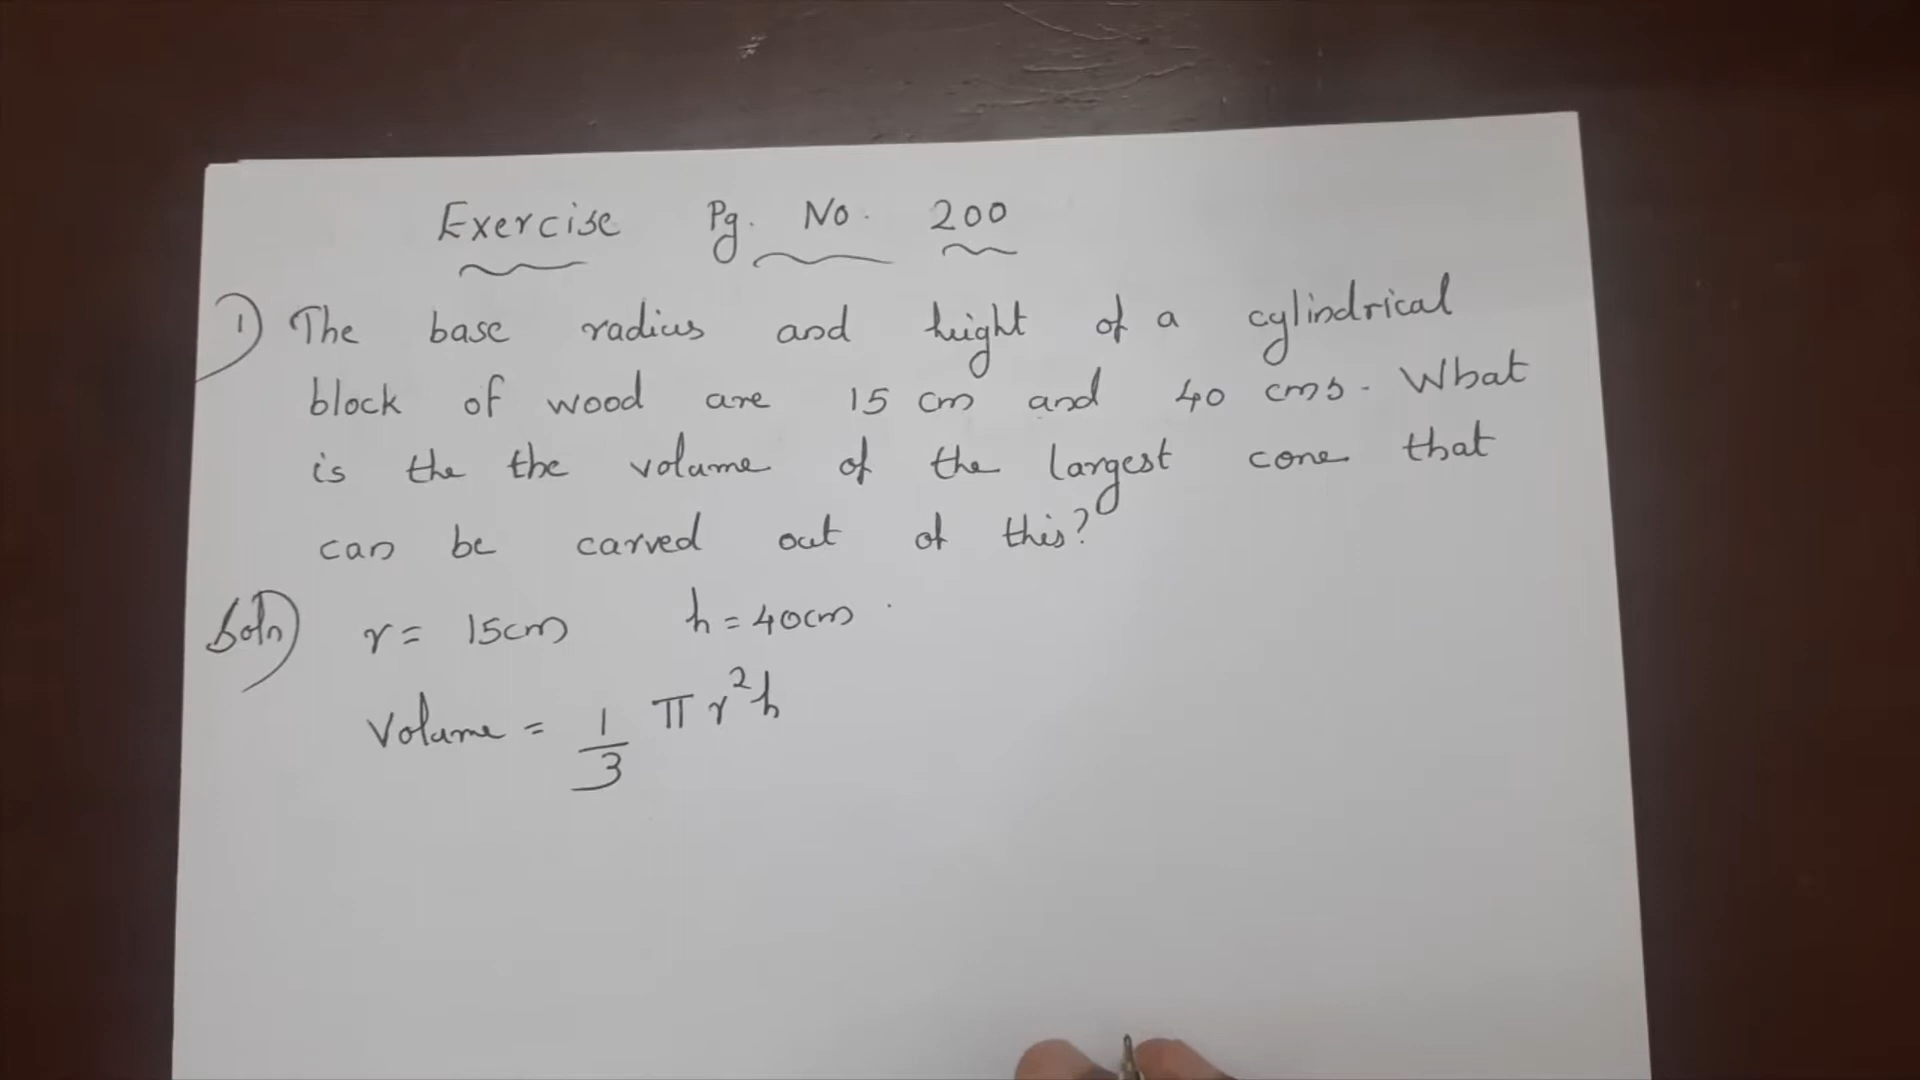 Exercise Pg. No. 200
1) The base radius and height of a cylindrical
block of wood are 15 cm and 40 cms. What
is the the volume of the largest cone that
can be carved out of this?
Soln) r = 15cm h = 40cm.
Volume = 1/3 π r²h